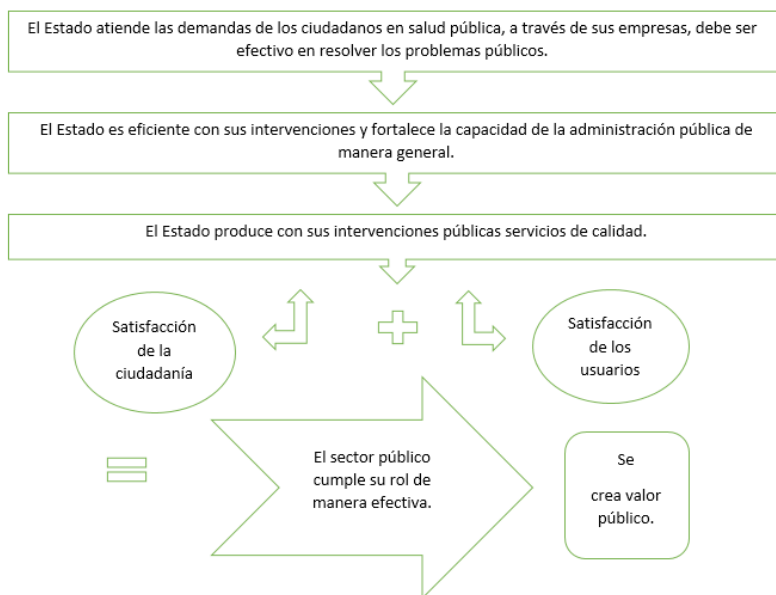 El Estado atiende las demandas de los ciudadanos en salud pública, a través de sus empresas, debe ser
efectivo en resolver los problemas públicos.
El Estado es eficiente con sus intervenciones y fortalece la capacidad de la administración pública de
manera general.
El Estado produce con sus intervenciones públicas servicios de calidad.
Satisfacción
de la
ciudadanía
Satisfacción
de los
usuarios
El sector público
cumple su rol de
manera efectiva.
Se
crea valor
público.